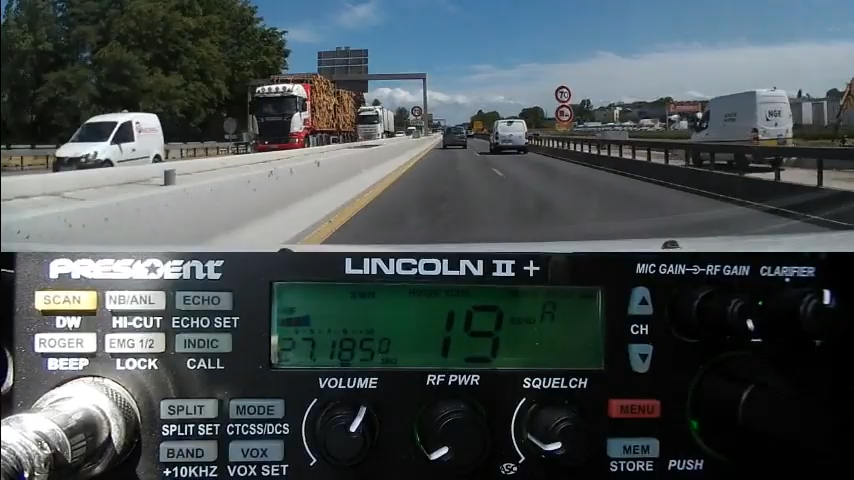 70
NGE
PRESIDENT
LINCOLN II +
MIC GAIN RF GAIN CLARIFIER
SCAN NB/ANL ECHO
DW HI-CUT ECHO SET
ROGER EMG 1/2 INDIC
BEEP LOCK CALL
19 A
27.1850
CH
VOLUME RF PWR SQUELCH
SPLIT MODE
SPLIT SET CTCSS/DCS
BAND VOX
+10KHZ VOX SET
ASC
MENU
MEM
STORE PUSH